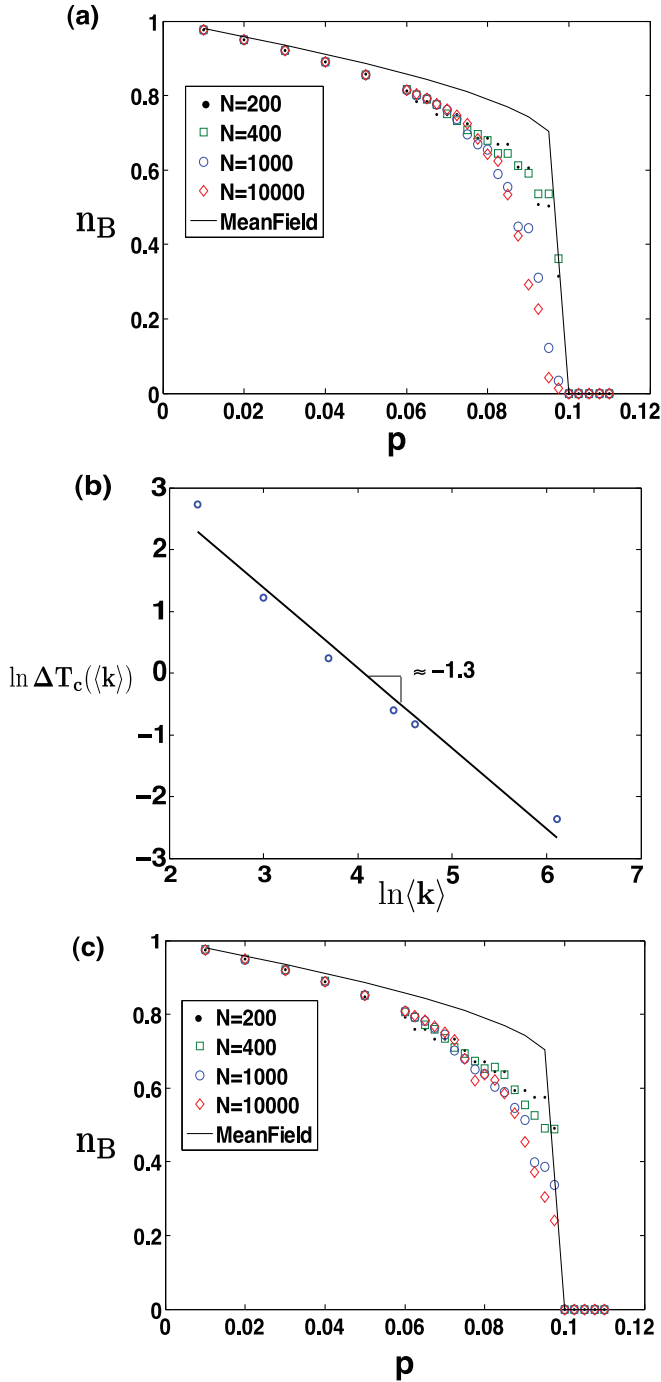 (a)
1
0.8
0.6
0.4
0.2
0
n_B
N=200
N=400
N=1000
N=10000
MeanField
0 0.02 0.04 0.06 0.08 0.1 0.12
p
(b)
3
2
1
0
−1
−2
−3
ln ΔT_c(⟨k⟩)
≈ −1.3
2 3 4 5 6 7
ln⟨k⟩
(c)
1
0.8
0.6
0.4
0.2
0
n_B
N=200
N=400
N=1000
N=10000
MeanField
0 0.02 0.04 0.06 0.08 0.1 0.12
p